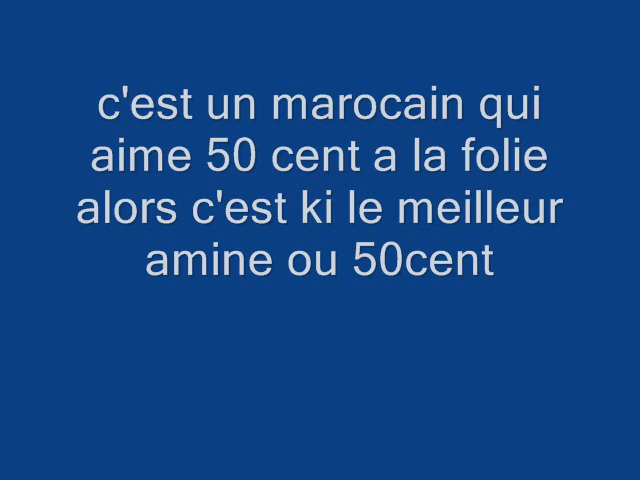 c'est un marocain qui
aime 50 cent a la folie
alors c'est ki le meilleur
amine ou 50cent